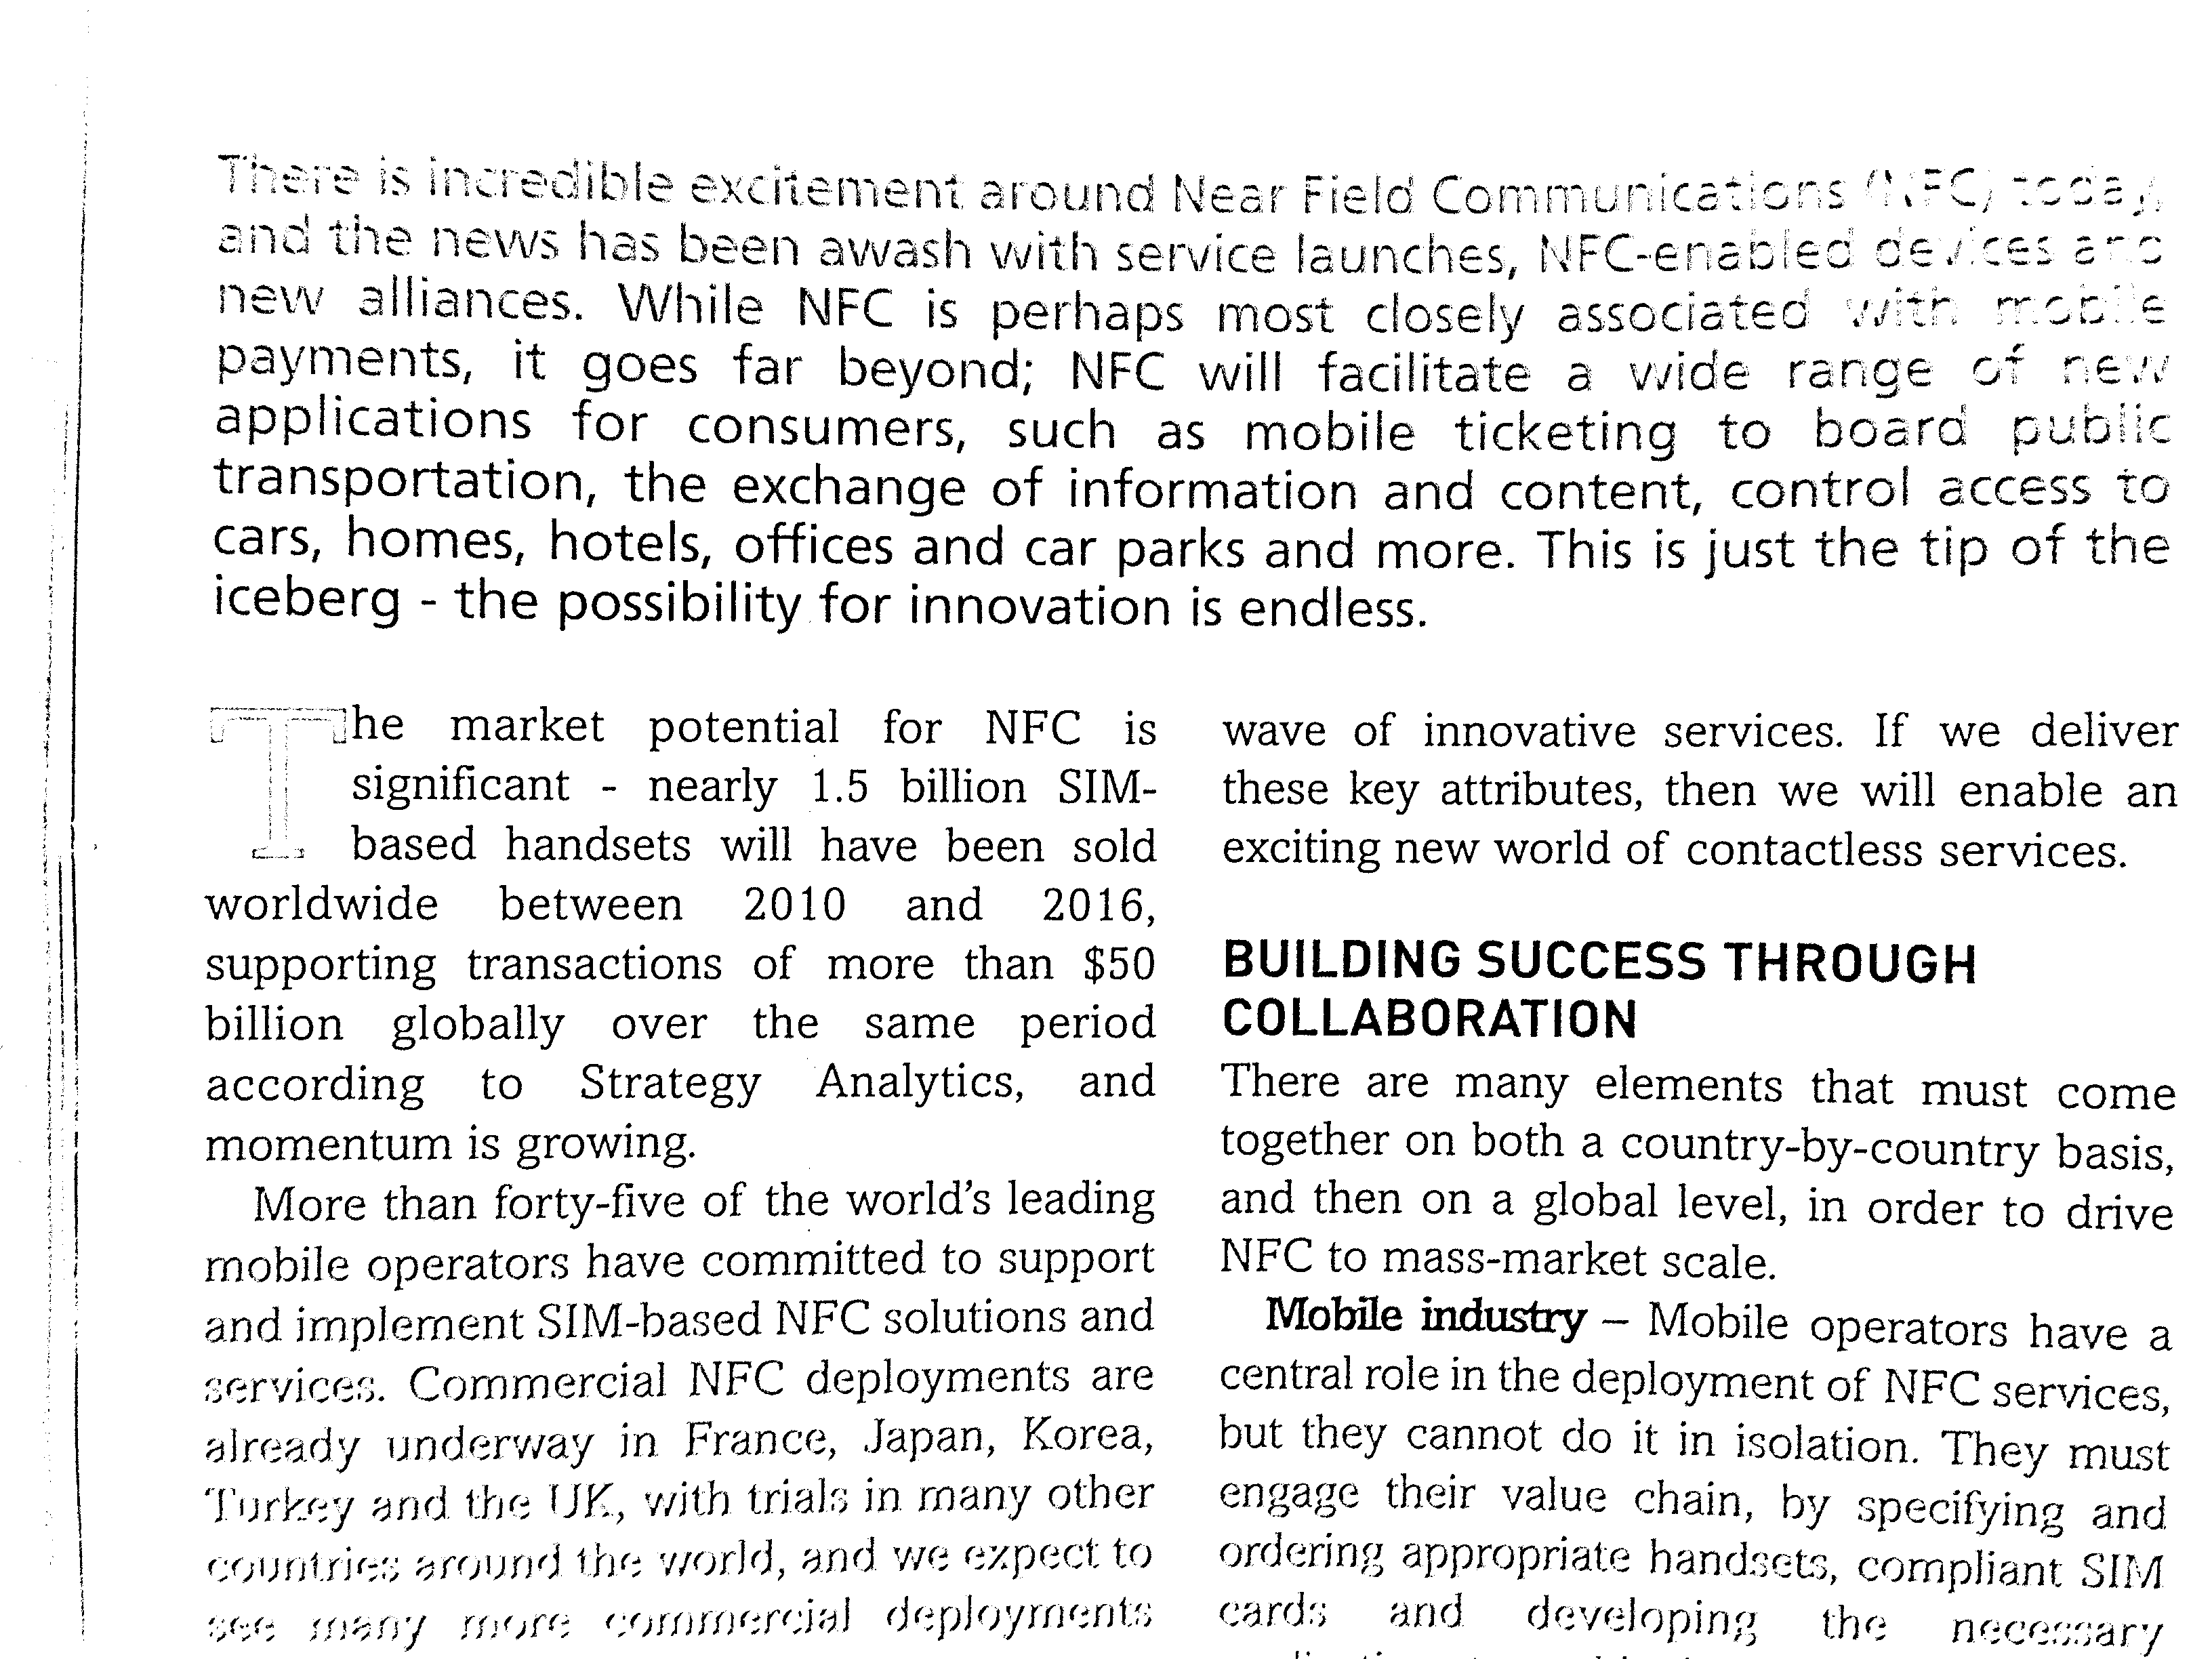 There is incredible excitement around Near Field Communications (NFC) today,
and the news has been awash with service launches, NFC-enabled devices and
new alliances. While NFC is perhaps most closely associated with mobile
payments, it goes far beyond; NFC will facilitate a wide range of new
applications for consumers, such as mobile ticketing to board public
transportation, the exchange of information and content, control access to
cars, homes, hotels, offices and car parks and more. This is just the tip of the
iceberg - the possibility for innovation is endless.
The market potential for NFC is
significant - nearly 1.5 billion SIM-
based handsets will have been sold
worldwide between 2010 and 2016,
supporting transactions of more than $50
billion globally over the same period
according to Strategy Analytics, and
momentum is growing.
More than forty-five of the world's leading
mobile operators have committed to support
and implement SIM-based NFC solutions and
services. Commercial NFC deployments are
already underway in France, Japan, Korea,
Turkey and the UK, with trials in many other
countries around the world, and we expect to
see many more commercial deployments
wave of innovative services. If we deliver
these key attributes, then we will enable an
exciting new world of contactless services.
BUILDING SUCCESS THROUGH
COLLABORATION
There are many elements that must come
together on both a country-by-country basis,
and then on a global level, in order to drive
NFC to mass-market scale.
Mobile industry – Mobile operators have a
central role in the deployment of NFC services,
but they cannot do it in isolation. They must
engage their value chain, by specifying and
ordering appropriate handsets, compliant SIM
cards and developing the necessary